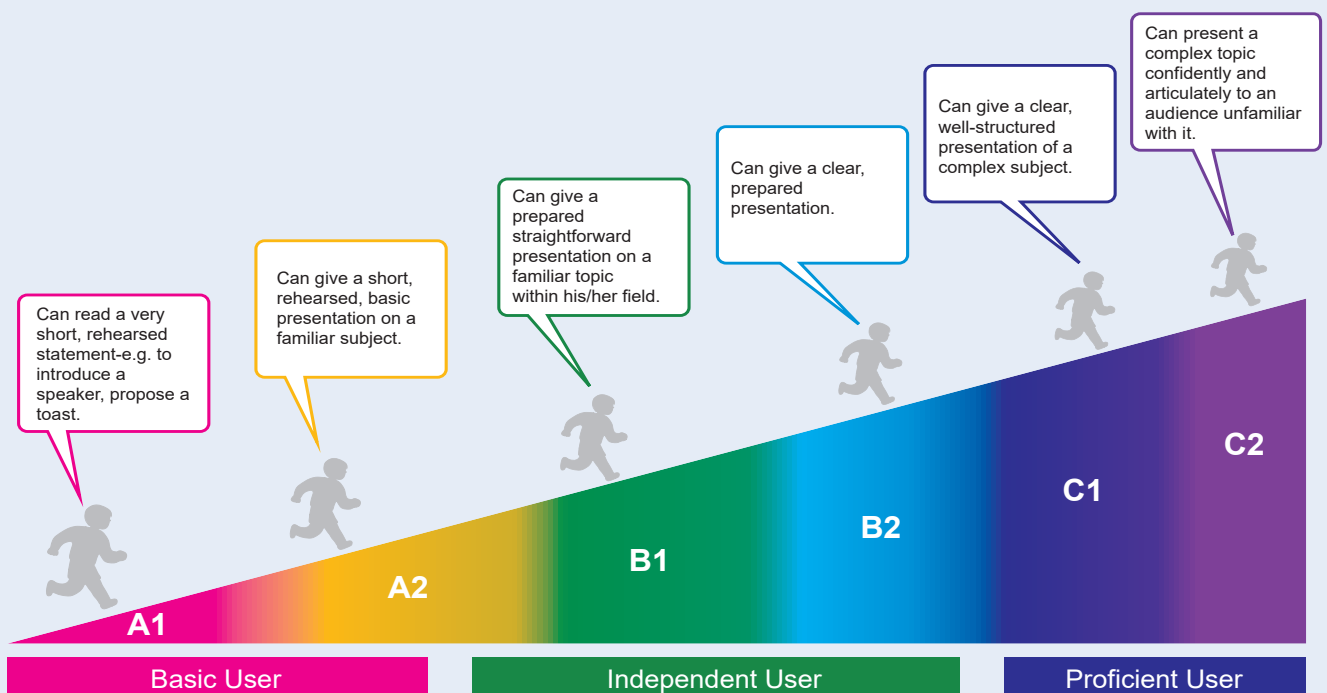 Can read a very
short, rehearsed
statement-e.g. to
introduce a
speaker, propose a
toast.
Can give a short,
rehearsed, basic
presentation on a
familiar subject.
Can give a
prepared
straightforward
presentation on a
familiar topic
within his/her field.
Can give a clear,
prepared
presentation.
Can give a clear,
well-structured
presentation of a
complex subject.
Can present a
complex topic
confidently and
articulately to an
audience unfamiliar
with it.
A1
A2
B1
B2
C1
C2
Basic User
Independent User
Proficient User